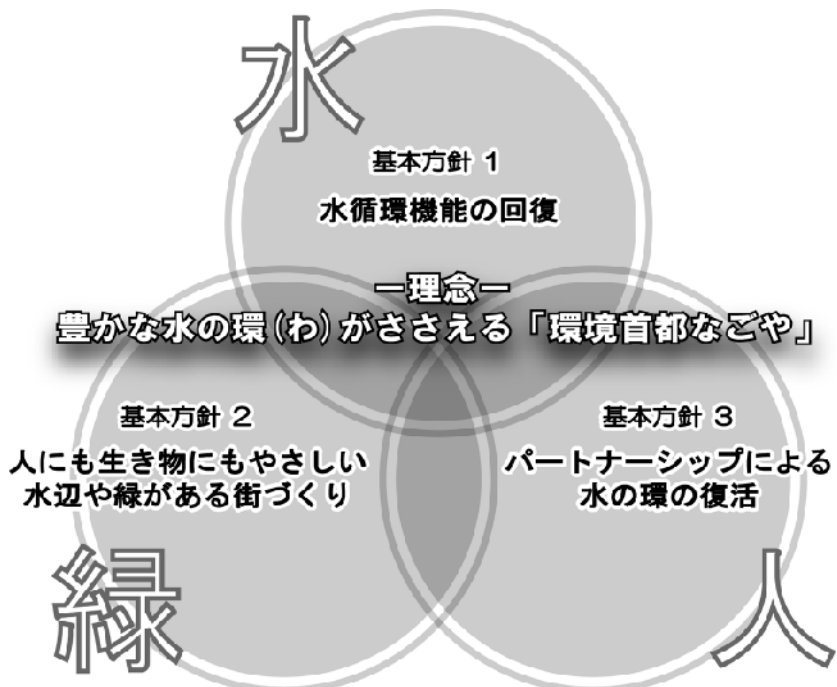 水
基本方針 1
水循環機能の回復
ー理念ー
豊かな水の環(わ)がささえる「環境首都なごや」
基本方針 2
人にも生き物にもやさしい
水辺や緑がある街づくり
緑
基本方針 3
パートナーシップによる
水の環の復活
人